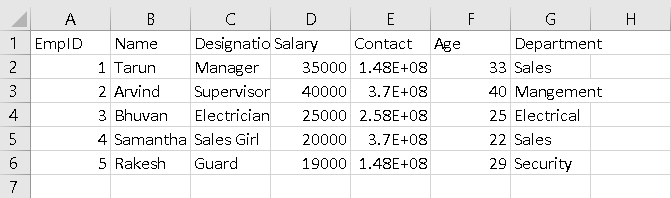 A B C D E F G H
1 EmpID Name Designatio Salary Contact Age Department
2 1 Tarun Manager 35000 1.48E+08 33 Sales
3 2 Arvind Supervisor 40000 3.7E+08 40 Mangement
4 3 Bhuvan Electrician 25000 2.58E+08 25 Electrical
5 4 Samantha Sales Girl 20000 3.7E+08 22 Sales
6 5 Rakesh Guard 19000 1.48E+08 29 Security
7